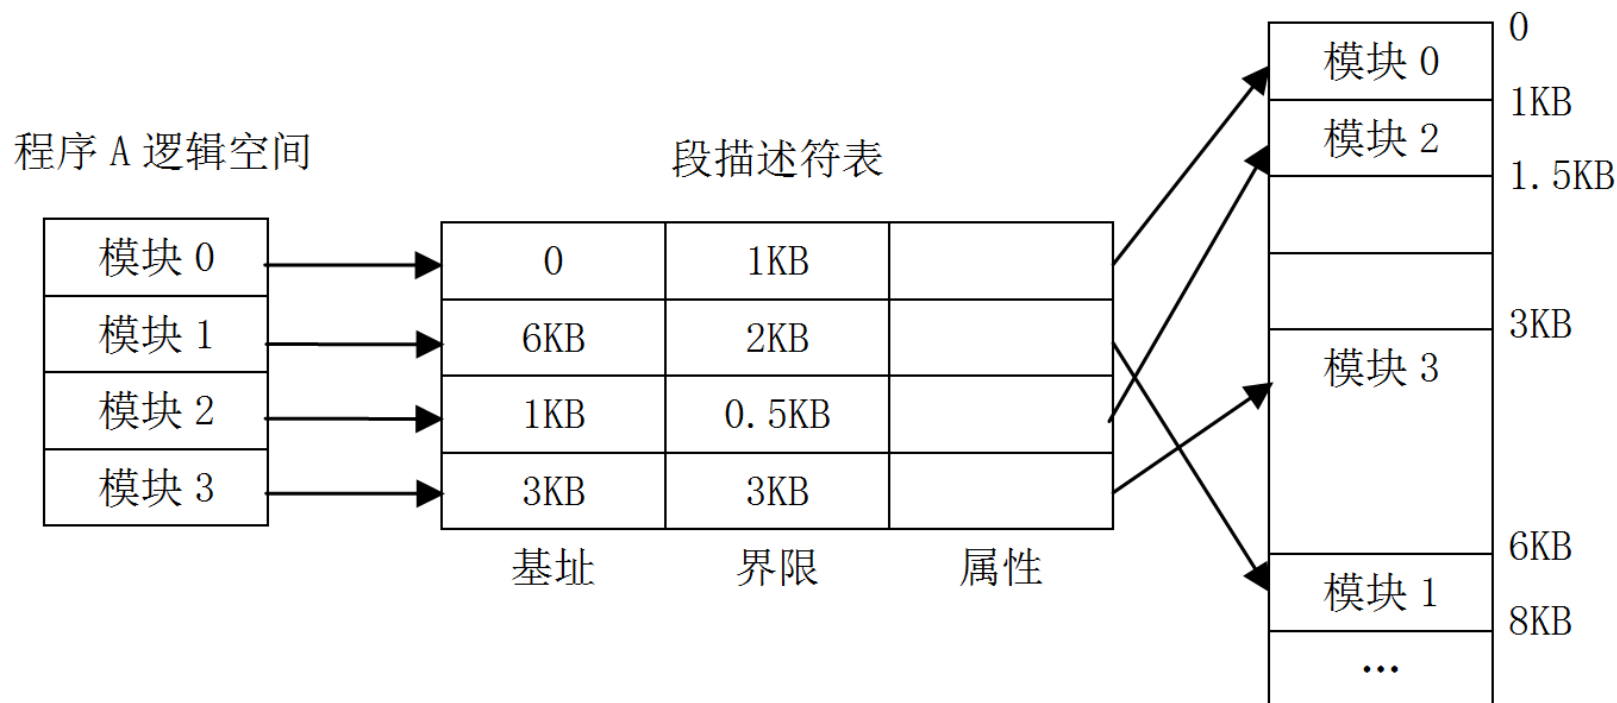 程序 A 逻辑空间
模块 0
模块 1
模块 2
模块 3
段描述符表
0 1KB
6KB 2KB
1KB 0.5KB
3KB 3KB
基址 界限 属性
模块 0
模块 2
模块 3
模块 1
...
0
1KB
1.5KB
3KB
6KB
8KB